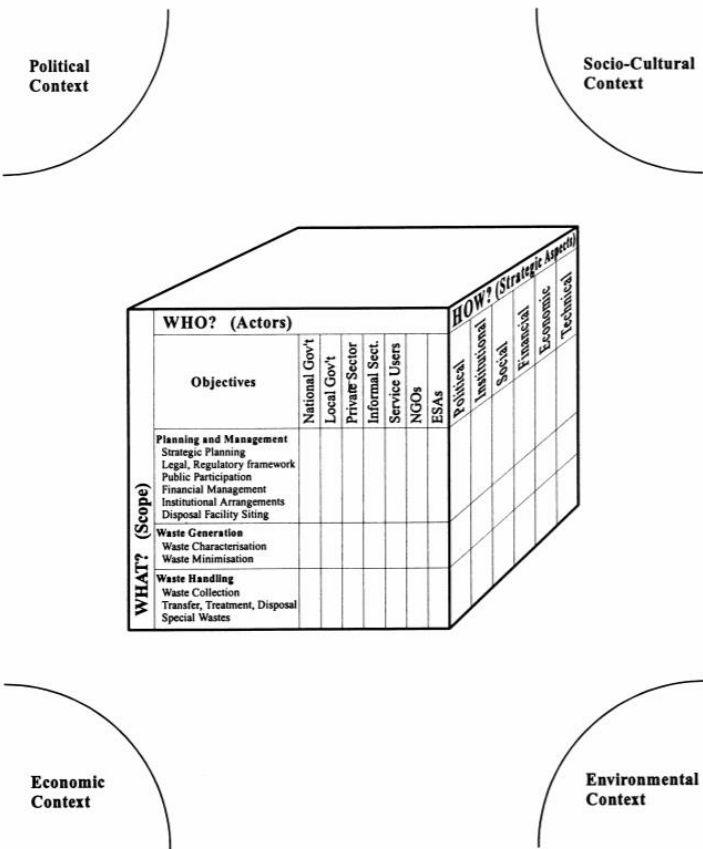 Political
Context
Socio-Cultural
Context
WHO? (Actors)
Objectives
National Gov't
Local Gov't
Private Sector
Informal Sect.
Service Users
NGOs
ESAs
HOW? (Strategic Aspects)
Political
Institutional
Social
Financial
Economic
Technical
WHAT? (Scope)
Planning and Management
Strategic Planning
Legal, Regulatory framework
Public Participation
Financial Management
Institutional Arrangements
Disposal Facility Siting
Waste Generation
Waste Characterisation
Waste Minimisation
Waste Handling
Waste Collection
Transfer, Treatment, Disposal
Special Wastes
Economic
Context
Environmental
Context